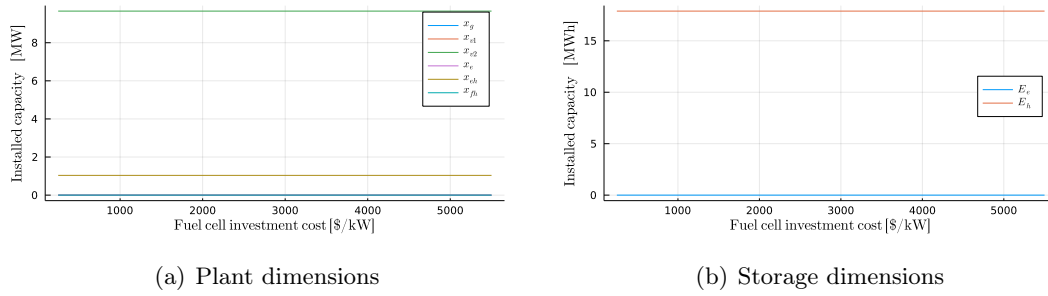 Installed capacity [MW]
8
6
4
2
0
1000 2000 3000 4000 5000
Fuel cell investment cost [$/kW]
x_g
x_{e1}
x_{e2}
x_e
x_{eh}
x_{fh}
(a) Plant dimensions
Installed capacity [MWh]
15
10
5
0
1000 2000 3000 4000 5000
Fuel cell investment cost [$/kW]
E_e
E_h
(b) Storage dimensions